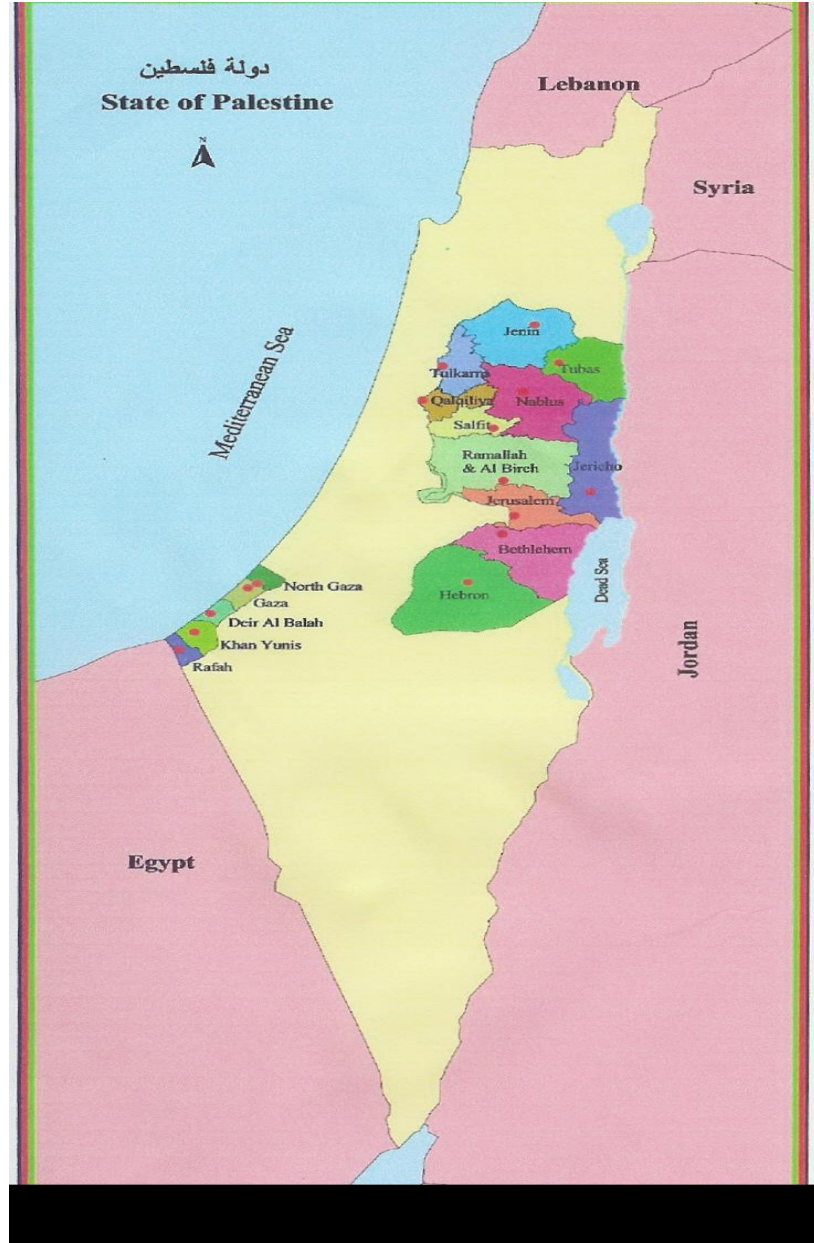 دولة فلسطين
State of Palestine
N
Lebanon
Syria
Mediterranean Sea
Jenin
Tulkarm
Tubas
Qalqiliya
Nablus
Salfit
Ramallah
& Al Bireh
Jericho
Jerusalem
Bethlehem
Dead Sea
North Gaza
Hebron
Gaza
Deir Al Balah
Khan Yunis
Jordan
Rafah
Egypt